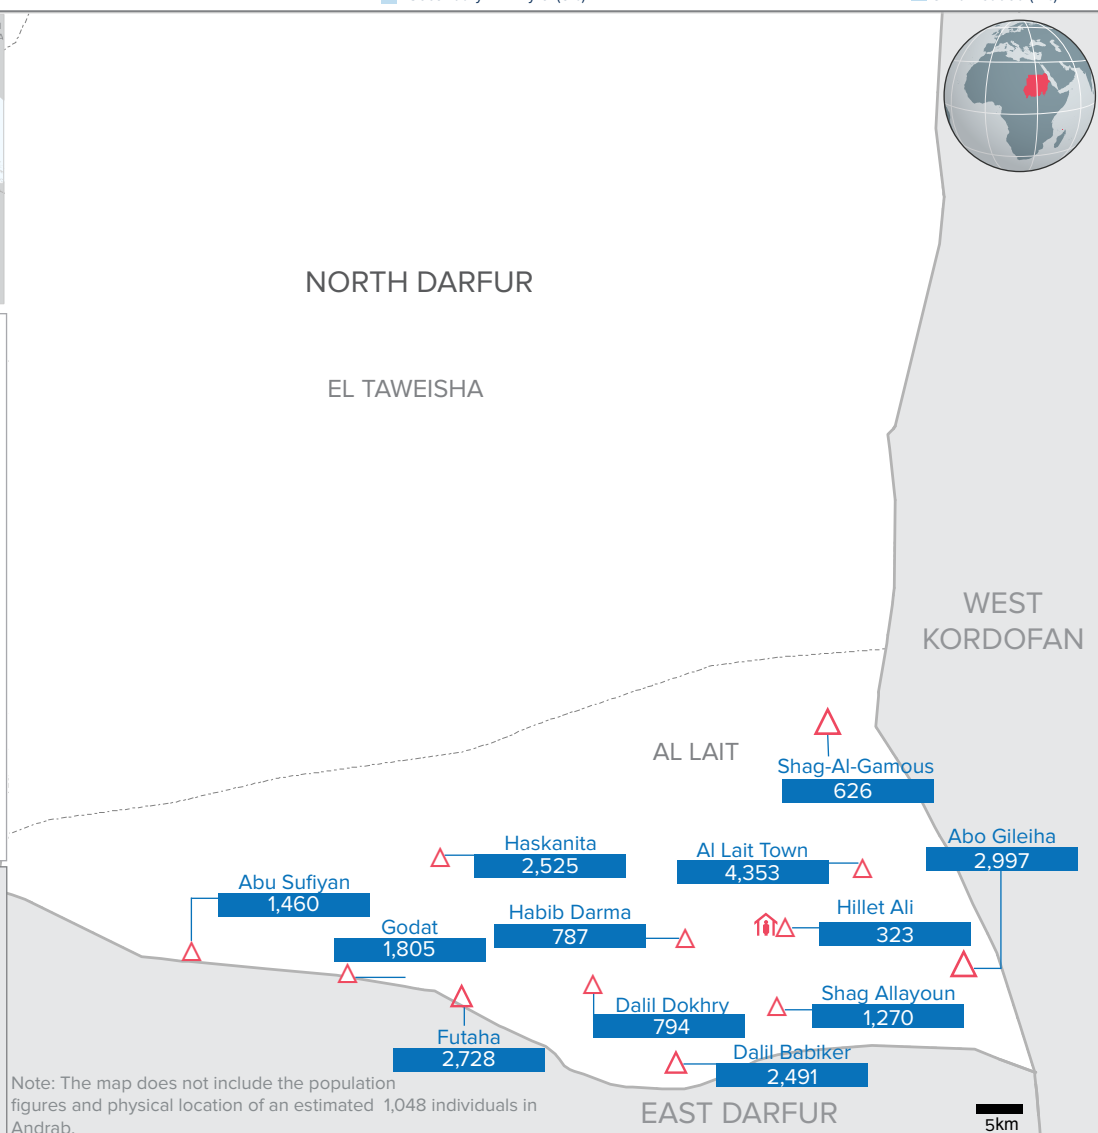 NORTH DARFUR
EL TAWEISHA
WEST
KORDOFAN
AL LAIT
Shag-Al-Gamous
626
Abo Gileiha
2,997
Haskanita
2,525
Al Lait Town
4,353
Abu Sufiyan
1,460
Habib Darma
787
Hillet Ali
323
Godat
1,805
Shag Allayoun
1,270
Dalil Dokhry
794
Futaha
2,728
Dalil Babiker
2,491
Note: The map does not include the population
figures and physical location of an estimated 1,048 individuals in
Andrab.
EAST DARFUR
5km